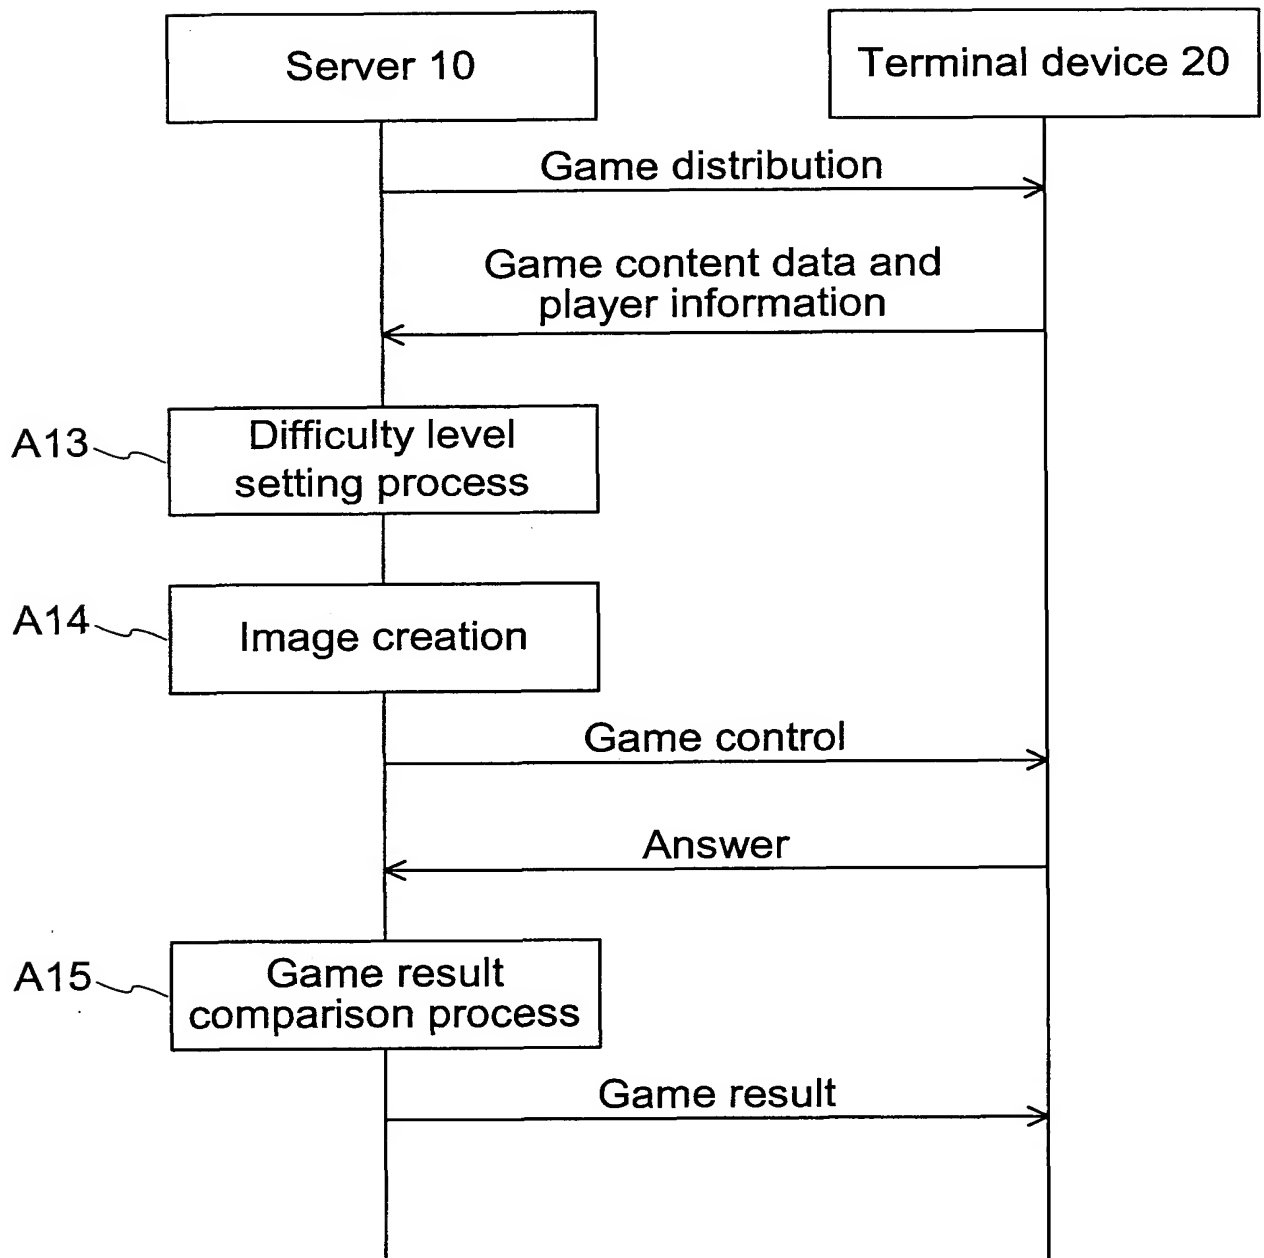 Server 10
Terminal device 20
Game distribution
Game content data and
player information
A13
Difficulty level
setting process
A14
Image creation
Game control
Answer
A15
Game result
comparison process
Game result